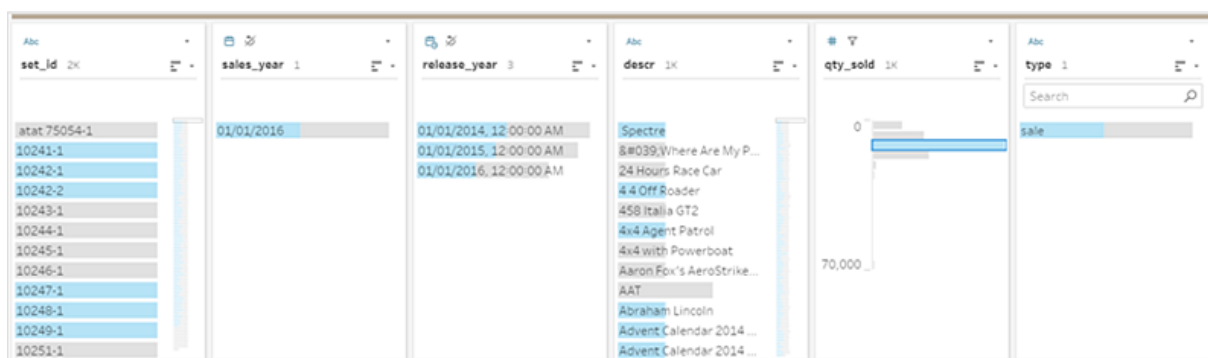 Abc
set_id 2K
atat 75054-1
10241-1
10242-1
10242-2
10243-1
10244-1
10245-1
10246-1
10247-1
10248-1
10249-1
10251-1
sales_year 1
01/01/2016
release_year 3
01/01/2014, 12:00:00 AM
01/01/2015, 12:00:00 AM
01/01/2016, 12:00:00 AM
Abc
descr 1K
Spectre
&#039;Where Are My P...
24 Hours Race Car
4 4 Off Roader
458 Italia GT2
4x4 Agent Patrol
4x4 with Powerboat
Aaron Fox's AeroStrike...
AAT
Abraham Lincoln
Advent Calendar 2014 ...
Advent Calendar 2016 ...
#
qty_sold 1K
0
70,000
Abc
type 1
Search
sale